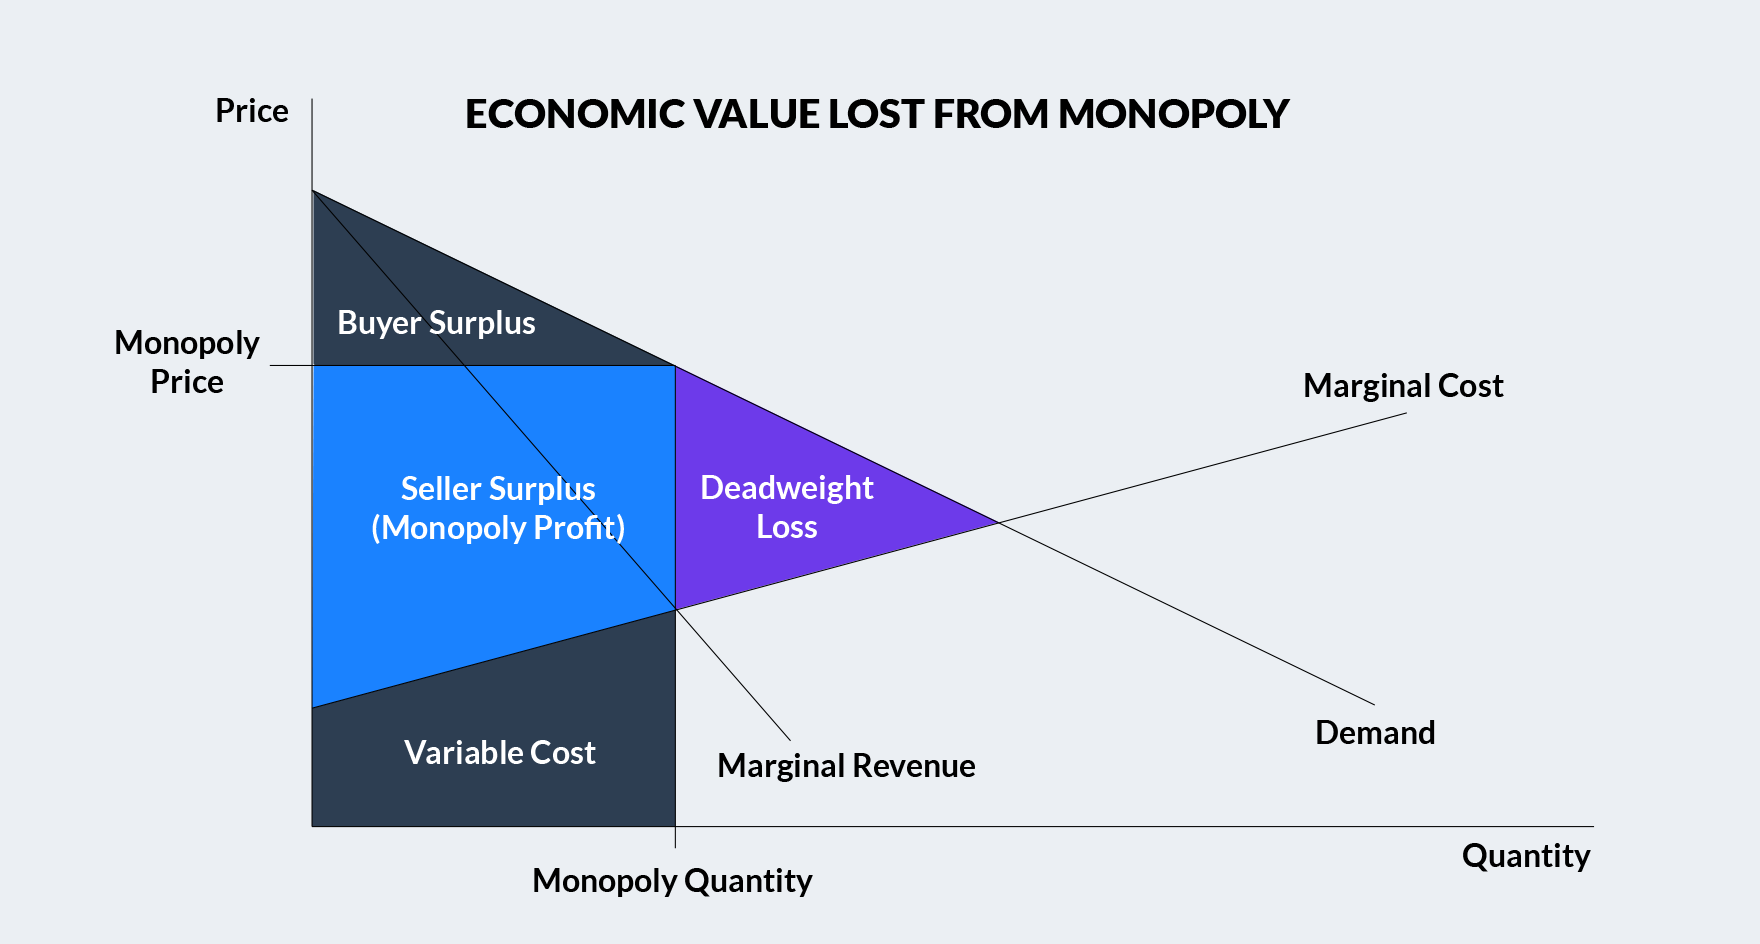 Price
ECONOMIC VALUE LOST FROM MONOPOLY
Buyer Surplus
Monopoly
Price
Marginal Cost
Seller Surplus
(Monopoly Profit)
Deadweight
Loss
Demand
Variable Cost
Marginal Revenue
Quantity
Monopoly Quantity